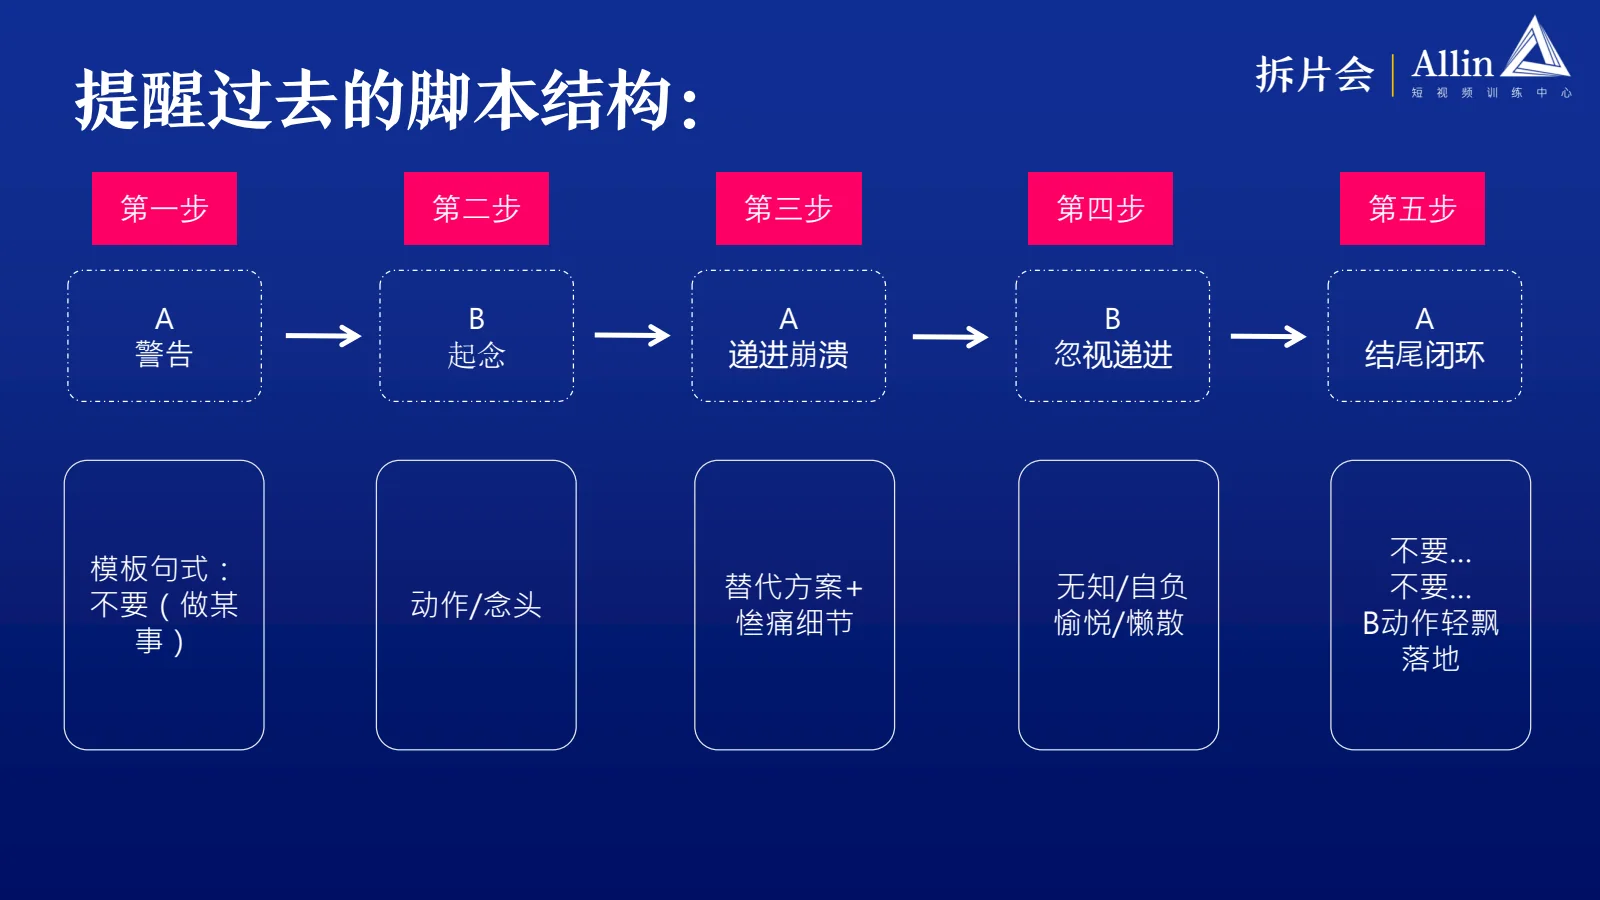 提醒过去的脚本结构：
拆片会
Allin
短视频训练中心
第一步
第二步
第三步
第四步
第五步
A
警告
B
起念
A
递进崩溃
B
忽视递进
A
结尾闭环
模板句式：
不要（做某
事）
动作/念头
替代方案+
惨痛细节
无知/自负
愉悦/懒散
不要...
不要...
B动作轻飘
落地